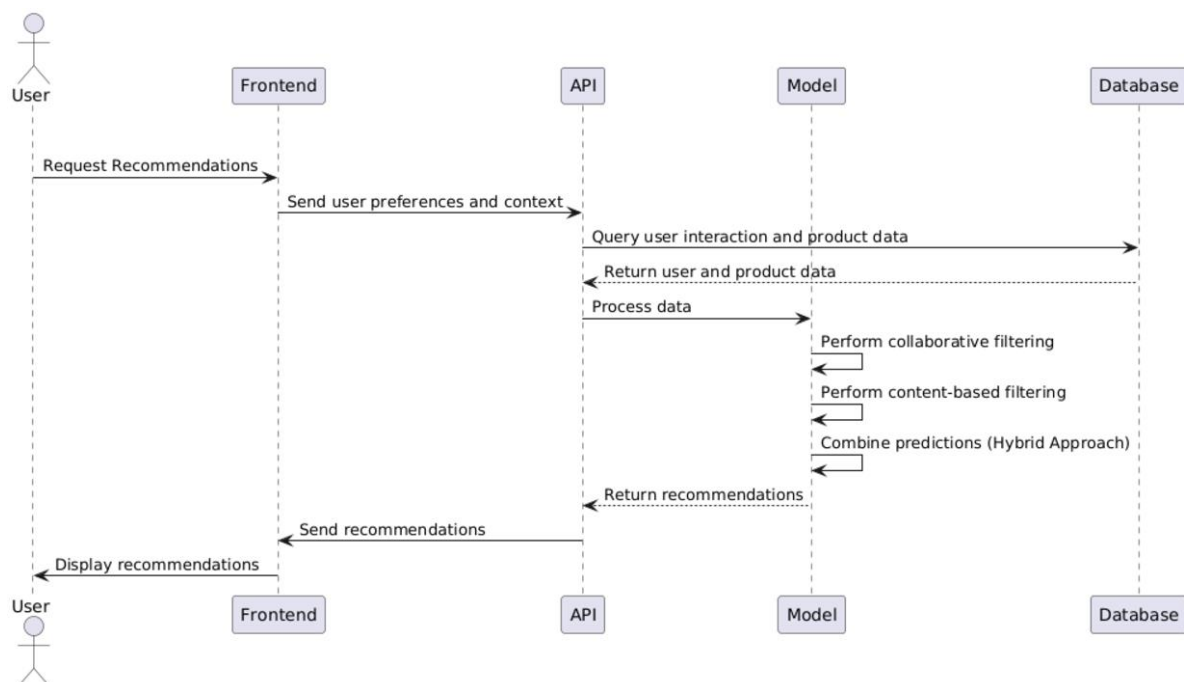 User
Frontend
API
Model
Database
Request Recommendations
Send user preferences and context
Query user interaction and product data
Return user and product data
Process data
Perform collaborative filtering
Perform content-based filtering
Combine predictions (Hybrid Approach)
Return recommendations
Send recommendations
Display recommendations
User
Frontend
API
Model
Database